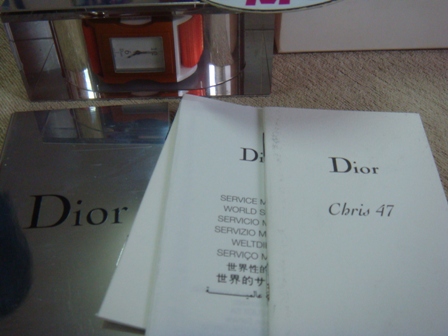 M
Dior
Di
SERVICE M
WORLD S
SERVICIO M
SERVIZIO M
WELTDI
SERVIÇO M
世界性的
世界的サ
Dior
Chris 47